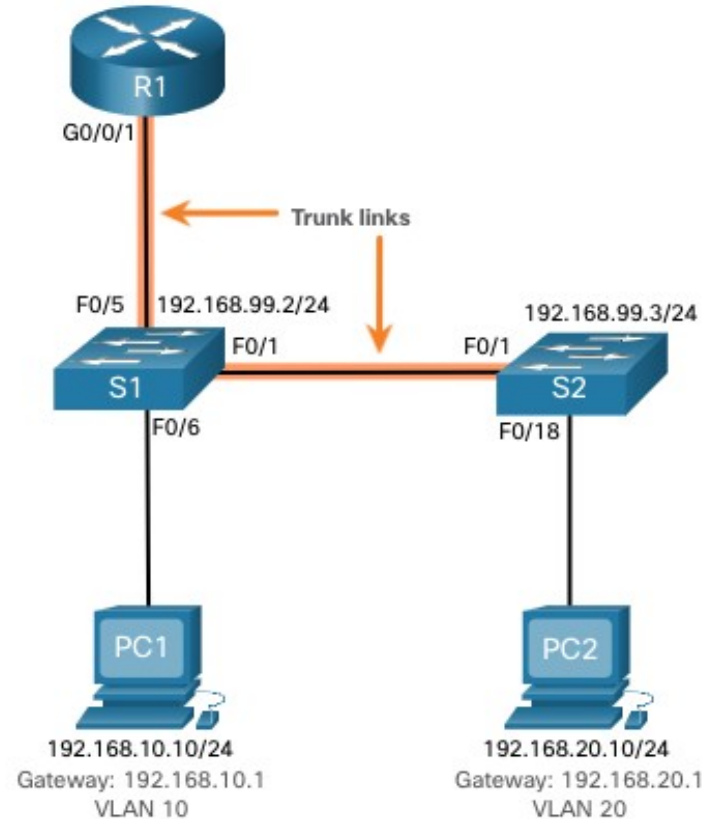 R1
G0/0/1
Trunk links
F0/5 192.168.99.2/24
192.168.99.3/24
F0/1 F0/1
S1 S2
F0/6 F0/18
PC1 PC2
192.168.10.10/24 192.168.20.10/24
Gateway: 192.168.10.1 Gateway: 192.168.20.1
VLAN 10 VLAN 20